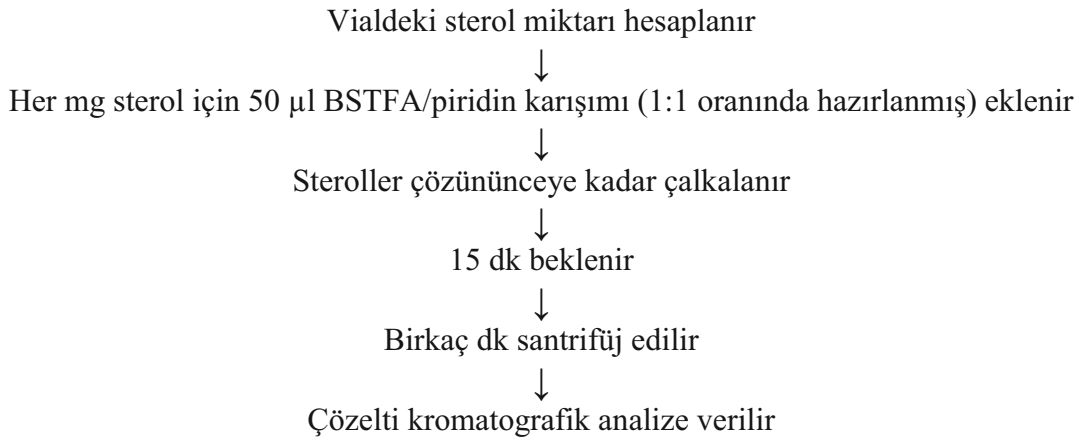 Vialdeki sterol miktarı hesaplanır
↓
Her mg sterol için 50 µl BSTFA/piridin karışımı (1:1 oranında hazırlanmış) eklenir
↓
Steroller çözününceye kadar çalkalanır
↓
15 dk beklenir
↓
Birkaç dk santrifüj edilir
↓
Çözelti kromatografik analize verilir